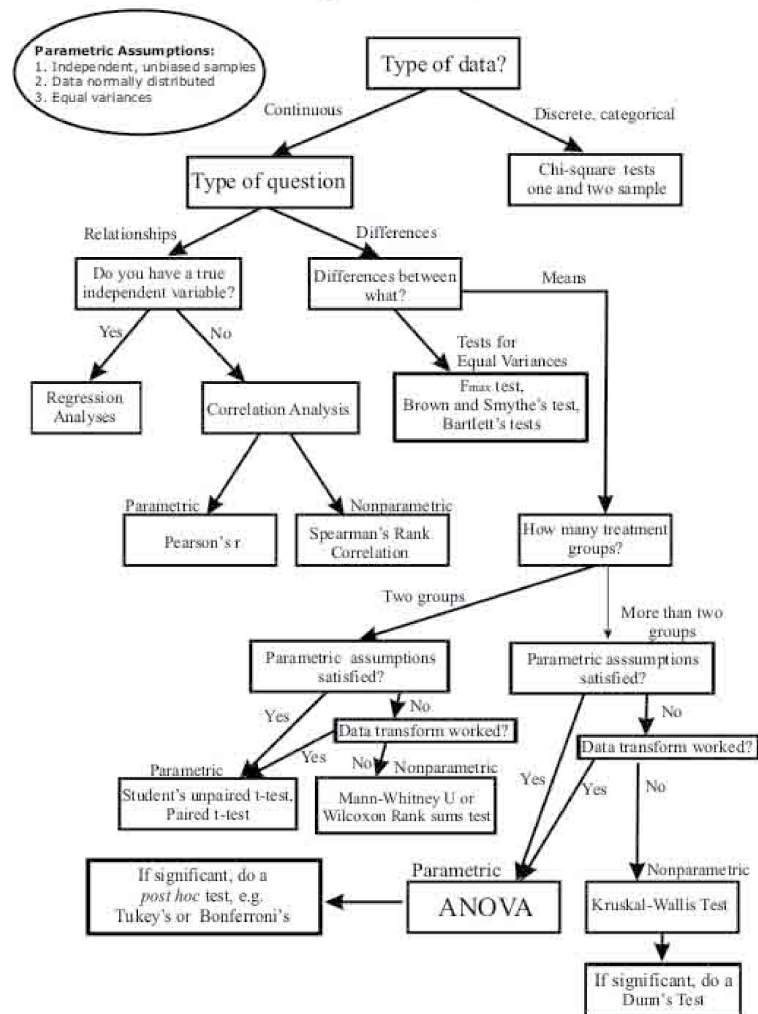 Parametric Assumptions:
1. Independent, unbiased samples
2. Data normally distributed
3. Equal variances
Type of data?
Continuous
Discrete, categorical
Type of question
Chi-square tests
one and two sample
Relationships
Differences
Do you have a true
independent variable?
Differences between
what?
Means
Yes
No
Tests for
Equal Variances
Regression
Analyses
Correlation Analysis
Fmax test,
Brown and Smythe's test,
Bartlett's tests
Parametric
Nonparametric
Pearson's r
Spearman's Rank
Correlation
How many treatment
groups?
Two groups
More than two
groups
Parametric assumptions
satisfied?
Parametric asssumptions
satisfied?
Yes
No
No
Data transform worked?
Data transform worked?
Yes
No
Yes
Yes
No
Parametric
Nonparametric
Student's unpaired t-test,
Paired t-test
Mann-Whitney U or
Wilcoxon Rank sums test
If significant, do a
post hoc test, e.g.
Tukey's or Bonferroni's
Parametric
ANOVA
Nonparametric
Kruskal-Wallis Test
If significant, do a
Dunn's Test